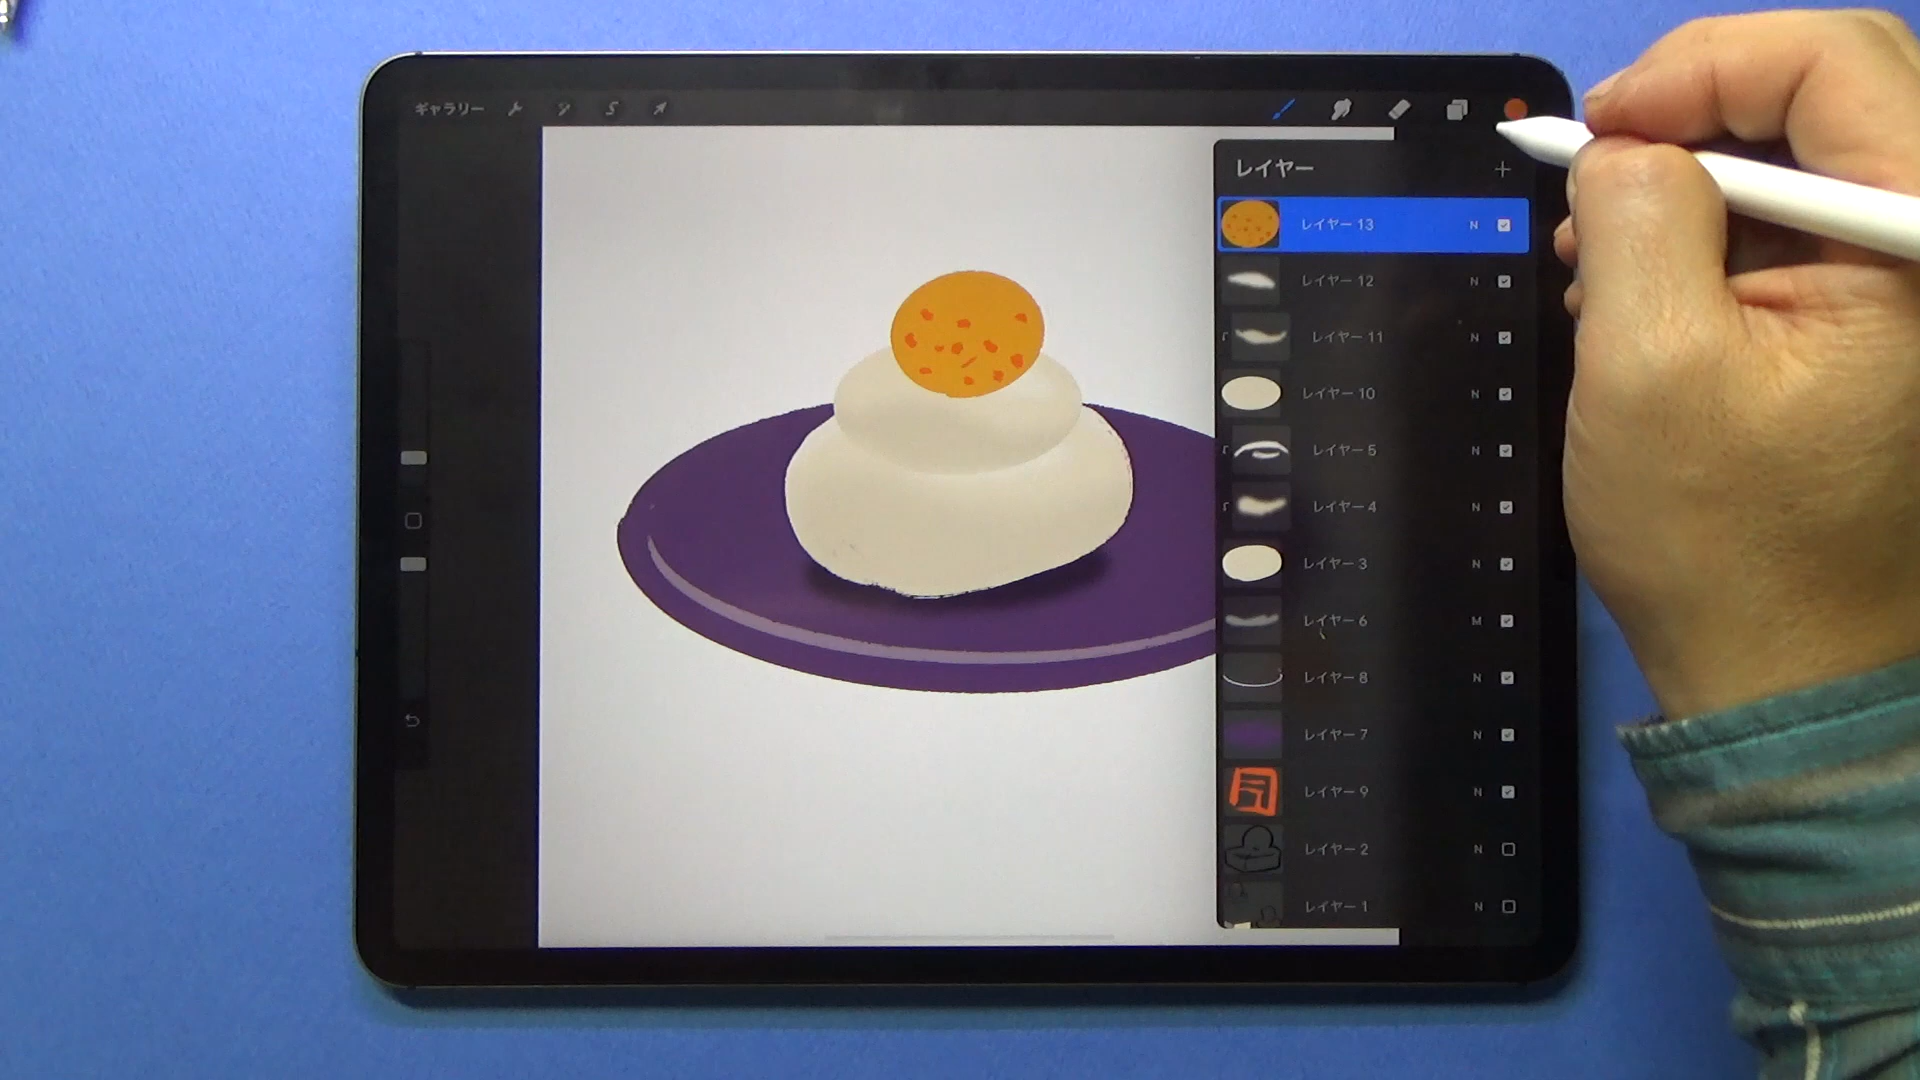 ギャラリー
レイヤー
レイヤー 13 N
レイヤー 12 N
レイヤー 11 N
レイヤー 10 N
レイヤー 5 N
レイヤー 4 N
レイヤー 3 N
レイヤー 6 M
レイヤー 8 N
レイヤー 7 N
レイヤー 9 N
レイヤー 2 N
レイヤー 1 N